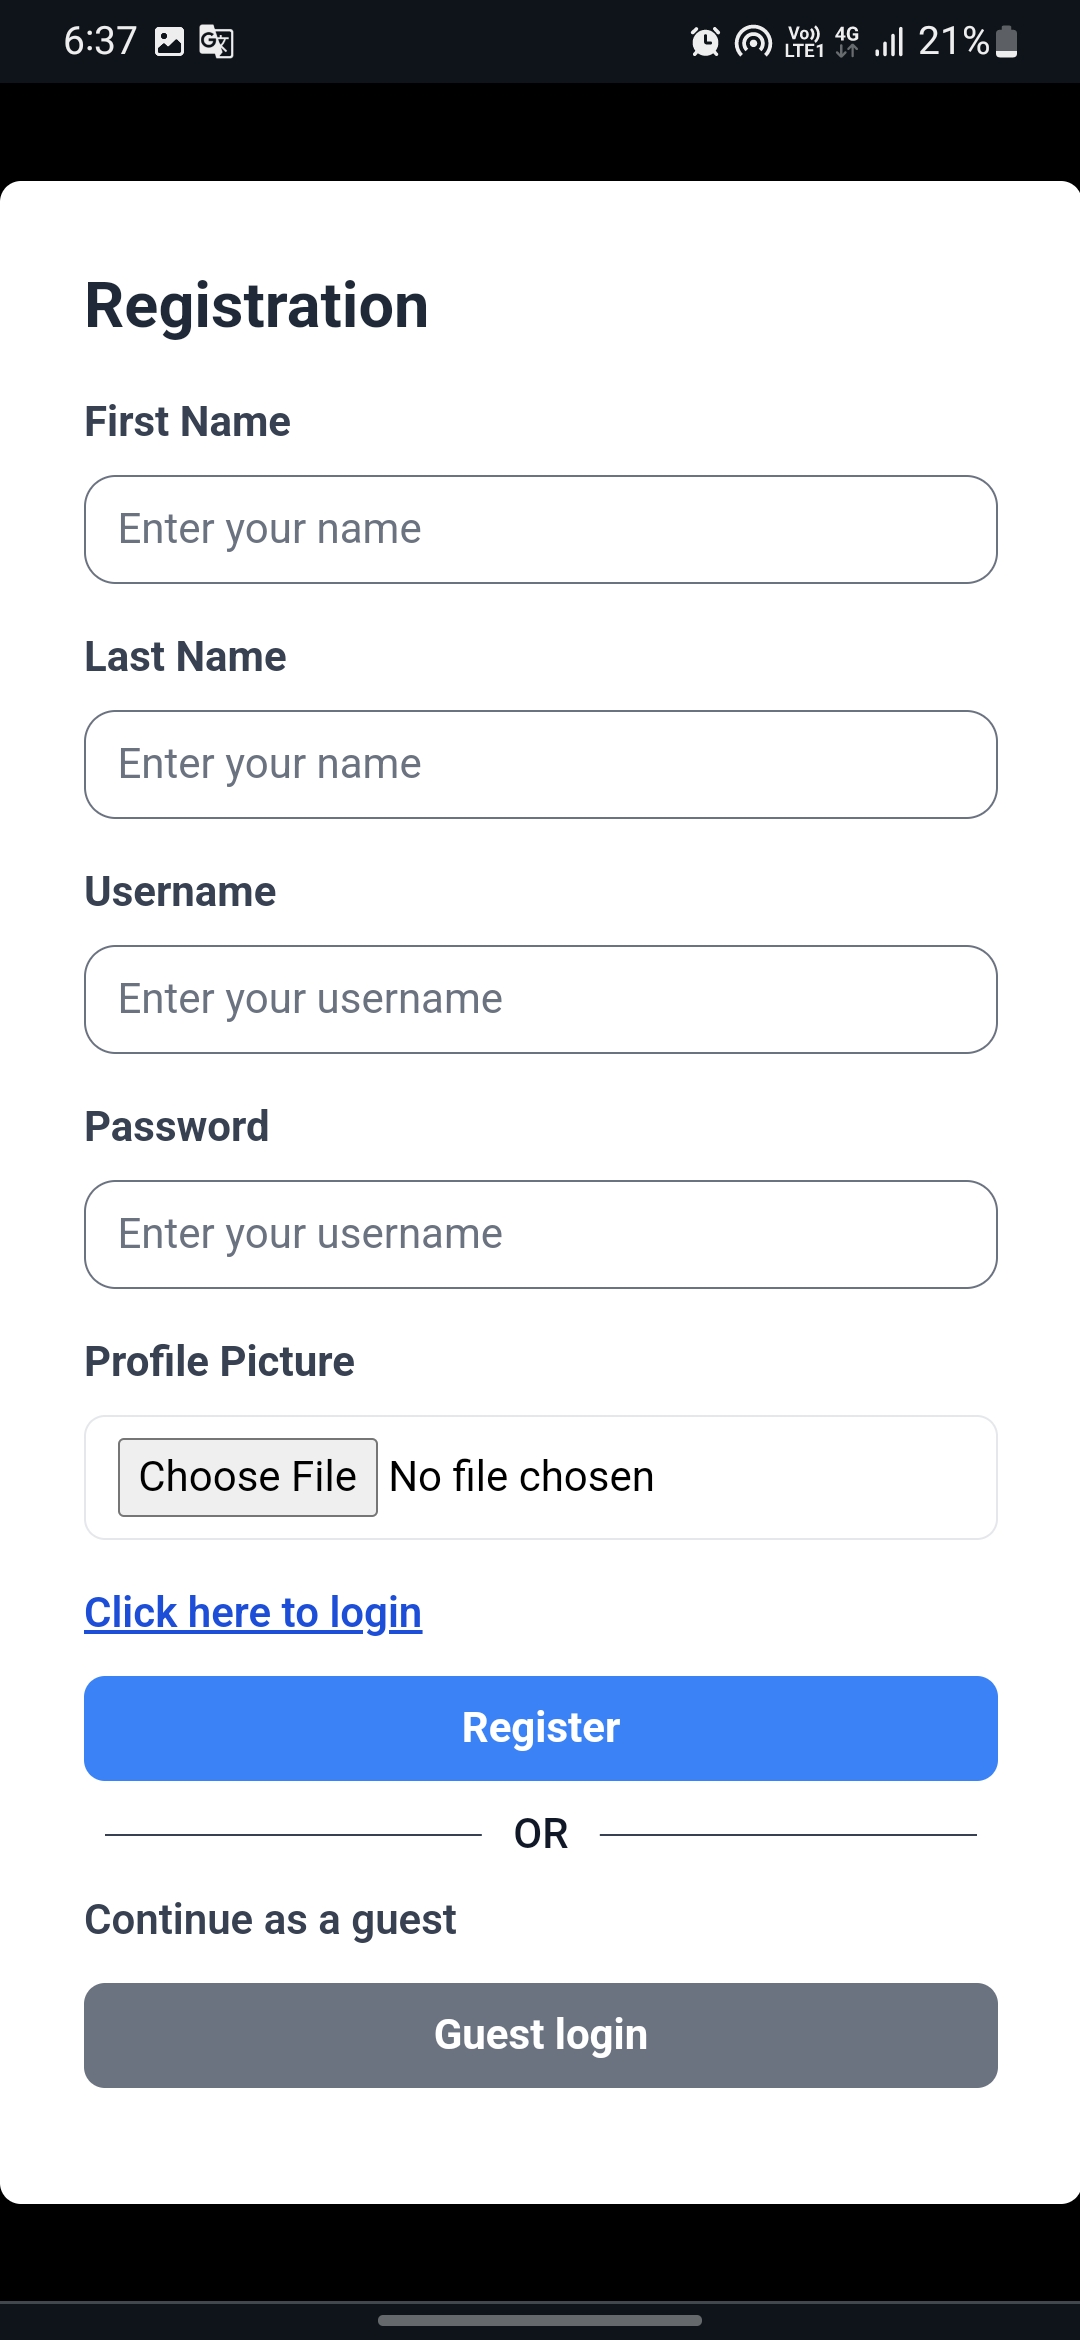 6:37 Vo)) LTE1 4G 21%
Registration
First Name
Enter your name
Last Name
Enter your name
Username
Enter your username
Password
Enter your username
Profile Picture
Choose File No file chosen
Click here to login
Register
OR
Continue as a guest
Guest login